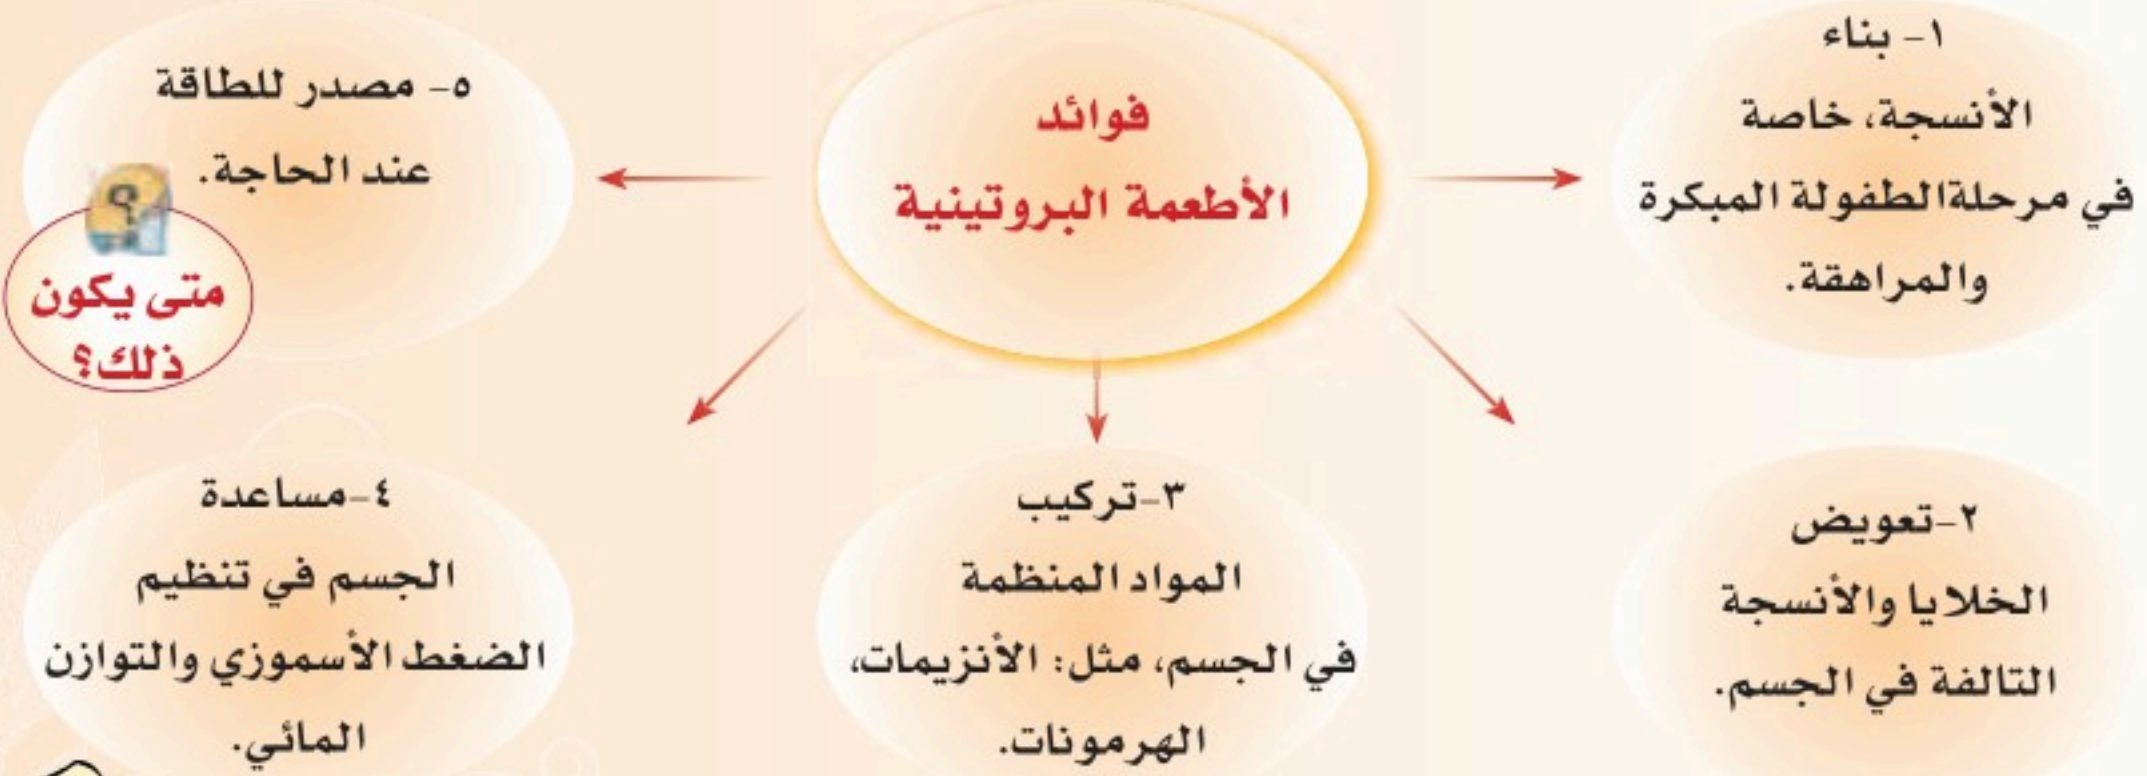 فوائد
الأطعمة البروتينية
١- بناء
الأنسجة، خاصة
في مرحلةالطفولة المبكرة
والمراهقة.
٢-تعويض
الخلايا والأنسجة
التالفة في الجسم.
٣-تركيب
المواد المنظمة
في الجسم، مثل: الأنزيمات،
الهرمونات.
٤-مساعدة
الجسم في تنظيم
الضغط الأسموزي والتوازن
المائي.
٥- مصدر للطاقة
عند الحاجة.
؟
متى يكون
ذلك؟